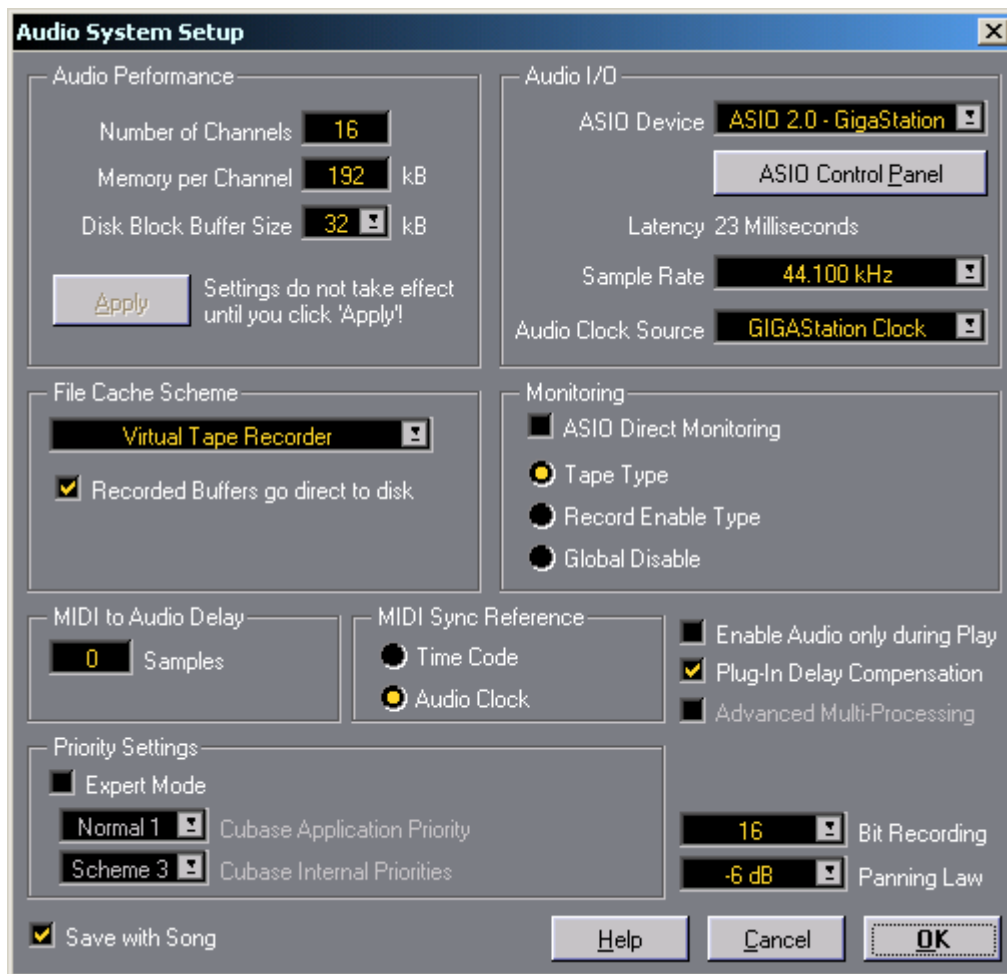 Audio System Setup
Audio Performance
Number of Channels 16
Memory per Channel 192 kB
Disk Block Buffer Size 32 kB
Apply
Settings do not take effect
until you click 'Apply'!
Audio I/O
ASIO Device ASIO 2.0 - GigaStation
ASIO Control Panel
Latency 23 Milliseconds
Sample Rate 44.100 kHz
Audio Clock Source GIGAStation Clock
File Cache Scheme
Virtual Tape Recorder
Recorded Buffers go direct to disk
Monitoring
ASIO Direct Monitoring
Tape Type
Record Enable Type
Global Disable
MIDI to Audio Delay
0 Samples
MIDI Sync Reference
Time Code
Audio Clock
Enable Audio only during Play
Plug-In Delay Compensation
Advanced Multi-Processing
Priority Settings
Expert Mode
Normal 1 Cubase Application Priority
Scheme 3 Cubase Internal Priorities
16 Bit Recording
-6 dB Panning Law
Save with Song
Help
Cancel
OK